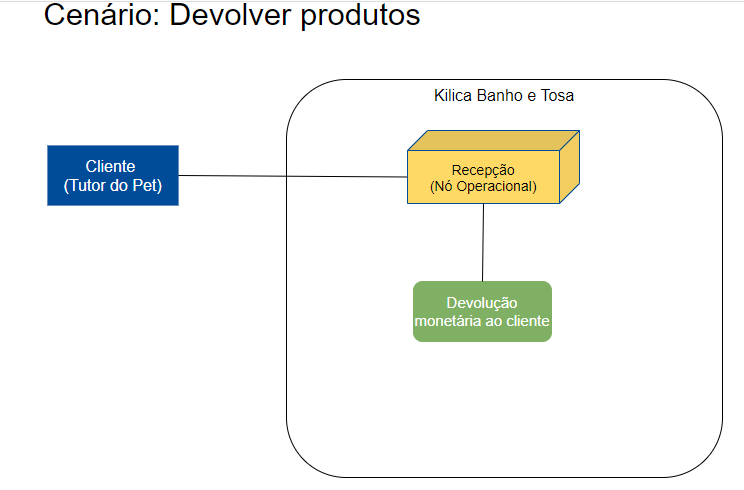 Cenário: Devolver produtos
Kilica Banho e Tosa
Cliente
(Tutor do Pet)
Recepção
(Nó Operacional)
Devolução
monetária ao cliente